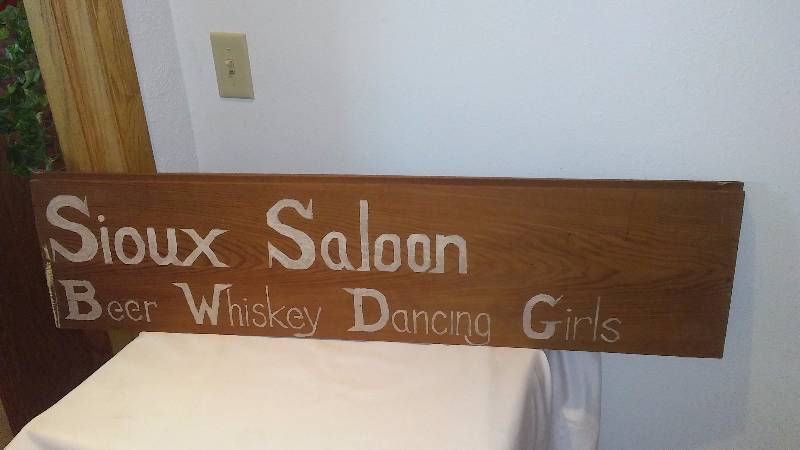 Sioux Saloon
Beer Whiskey Dancing Girls